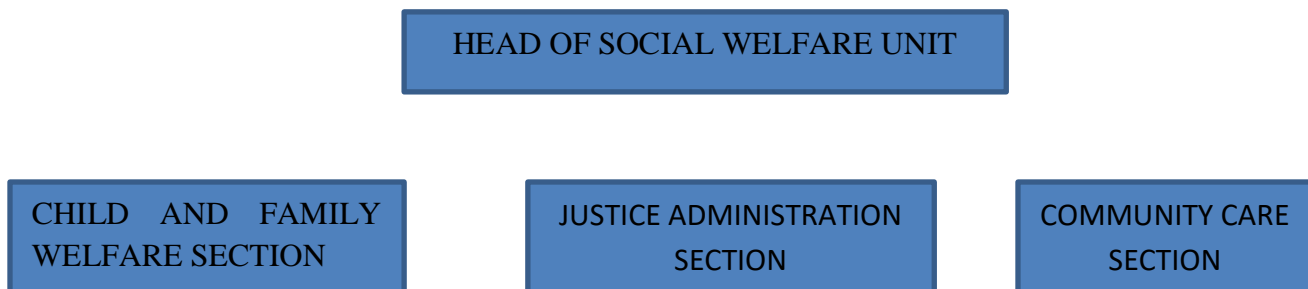 HEAD OF SOCIAL WELFARE UNIT
CHILD AND FAMILY
WELFARE SECTION
JUSTICE ADMINISTRATION
SECTION
COMMUNITY CARE
SECTION